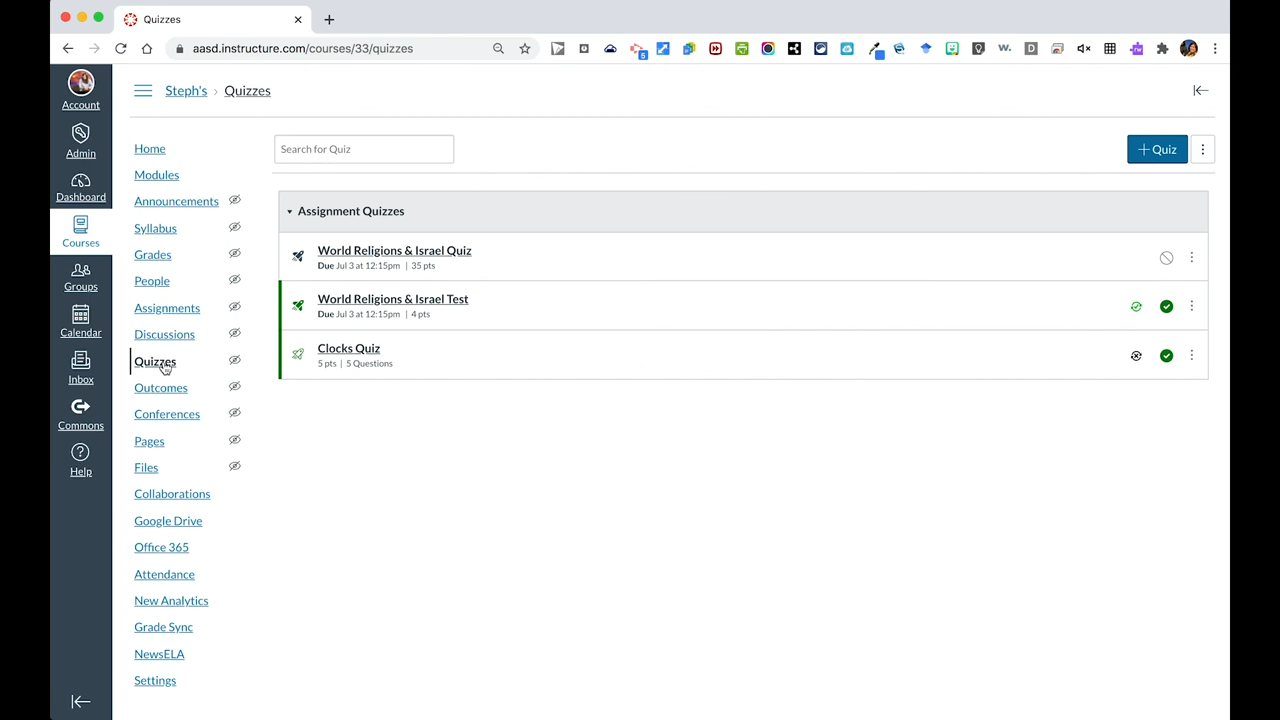 Quizzes
aasd.instructure.com/courses/33/quizzes
5
w.
D
Account
Admin
Dashboard
Courses
Groups
Calendar
Inbox
Commons
Help
Steph's › Quizzes
Home
Modules
Announcements
Syllabus
Grades
People
Assignments
Discussions
Quizzes
Outcomes
Conferences
Pages
Files
Collaborations
Google Drive
Office 365
Attendance
New Analytics
Grade Sync
NewsELA
Settings
Search for Quiz
+ Quiz
Assignment Quizzes
World Religions & Israel Quiz
Due Jul 3 at 12:15pm | 35 pts
World Religions & Israel Test
Due Jul 3 at 12:15pm | 4 pts
Clocks Quiz
5 pts | 5 Questions